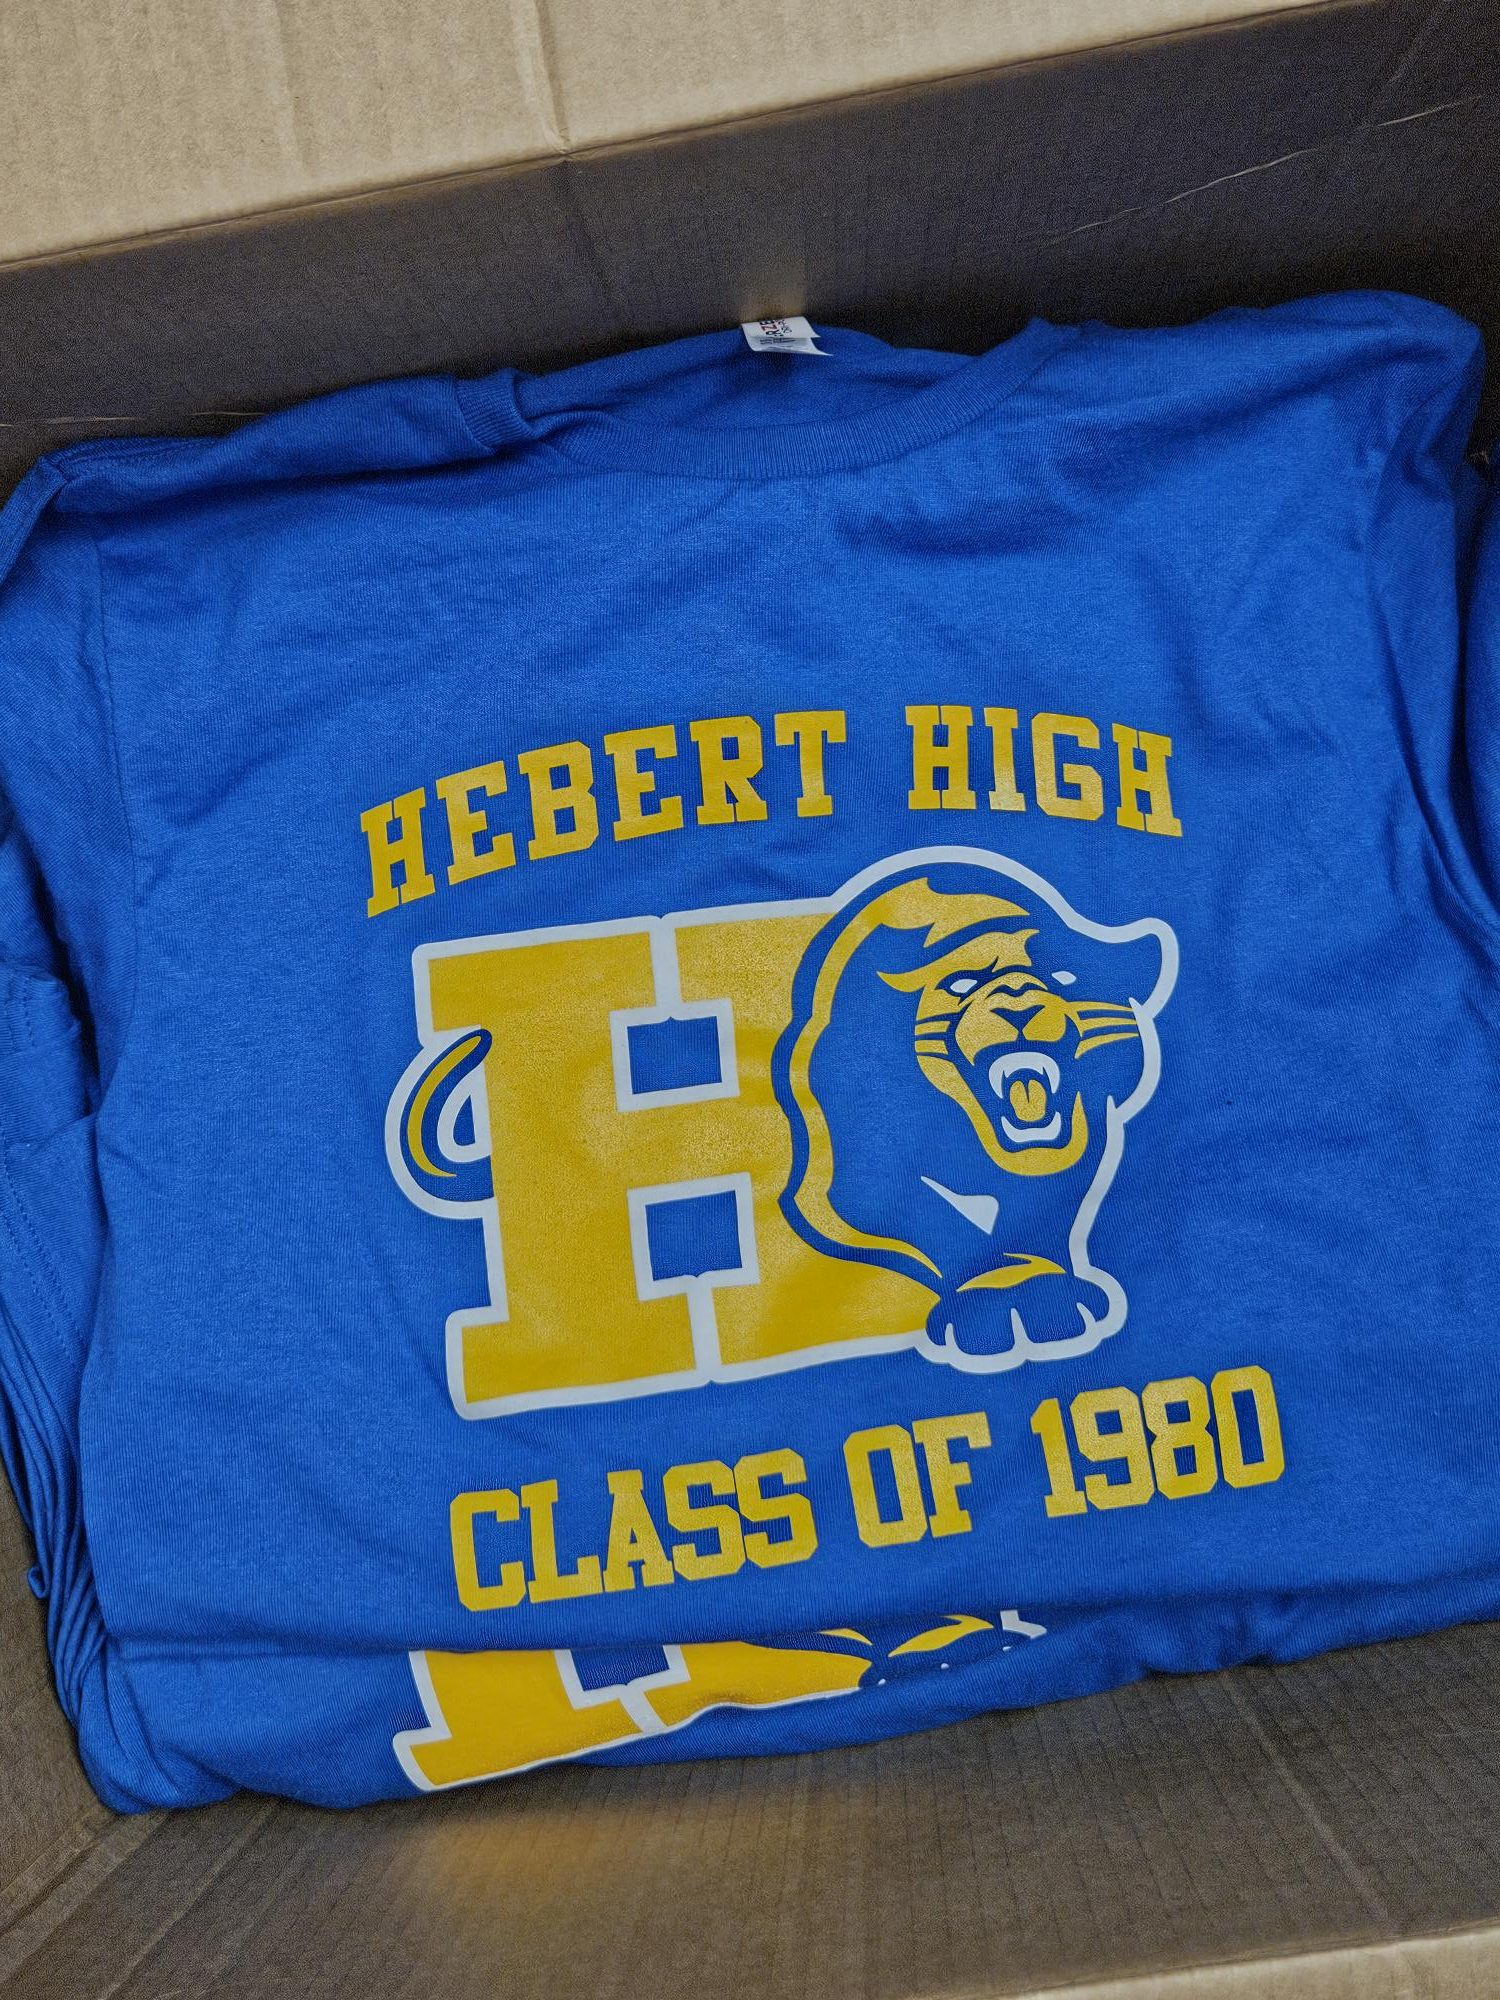 HEBERT HIGH
H
CLASS OF 1980